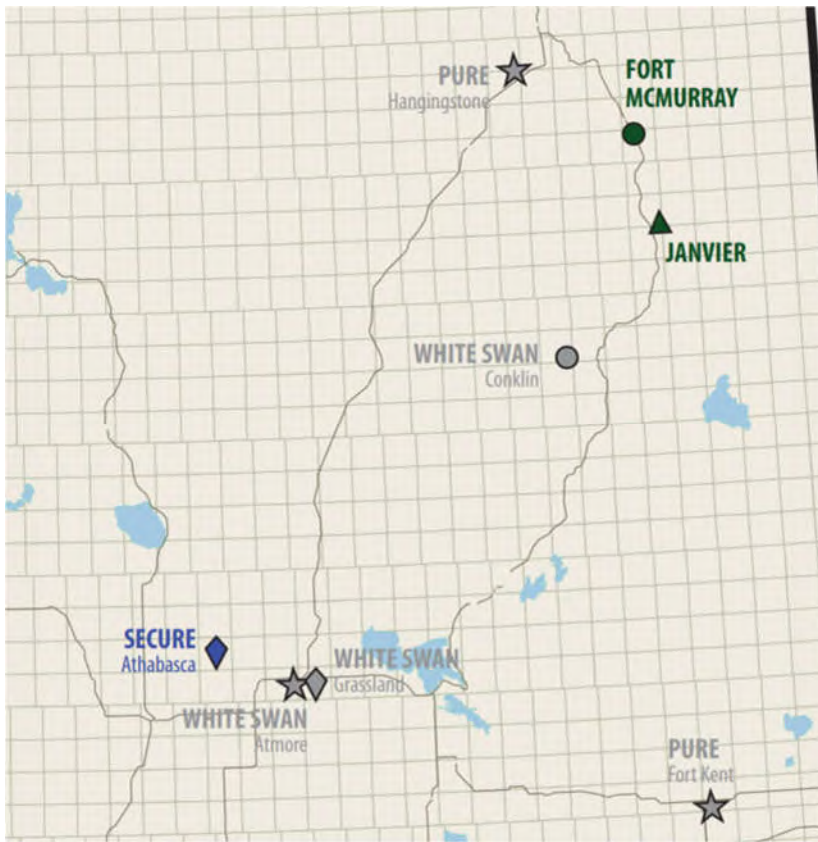 PURE
Hangingstone
FORT
MCMURRAY
JANVIER
WHITE SWAN
Conklin
SECURE
Athabasca
WHITE SWAN
Grassland
WHITE SWAN
Atmore
PURE
Fort Kent